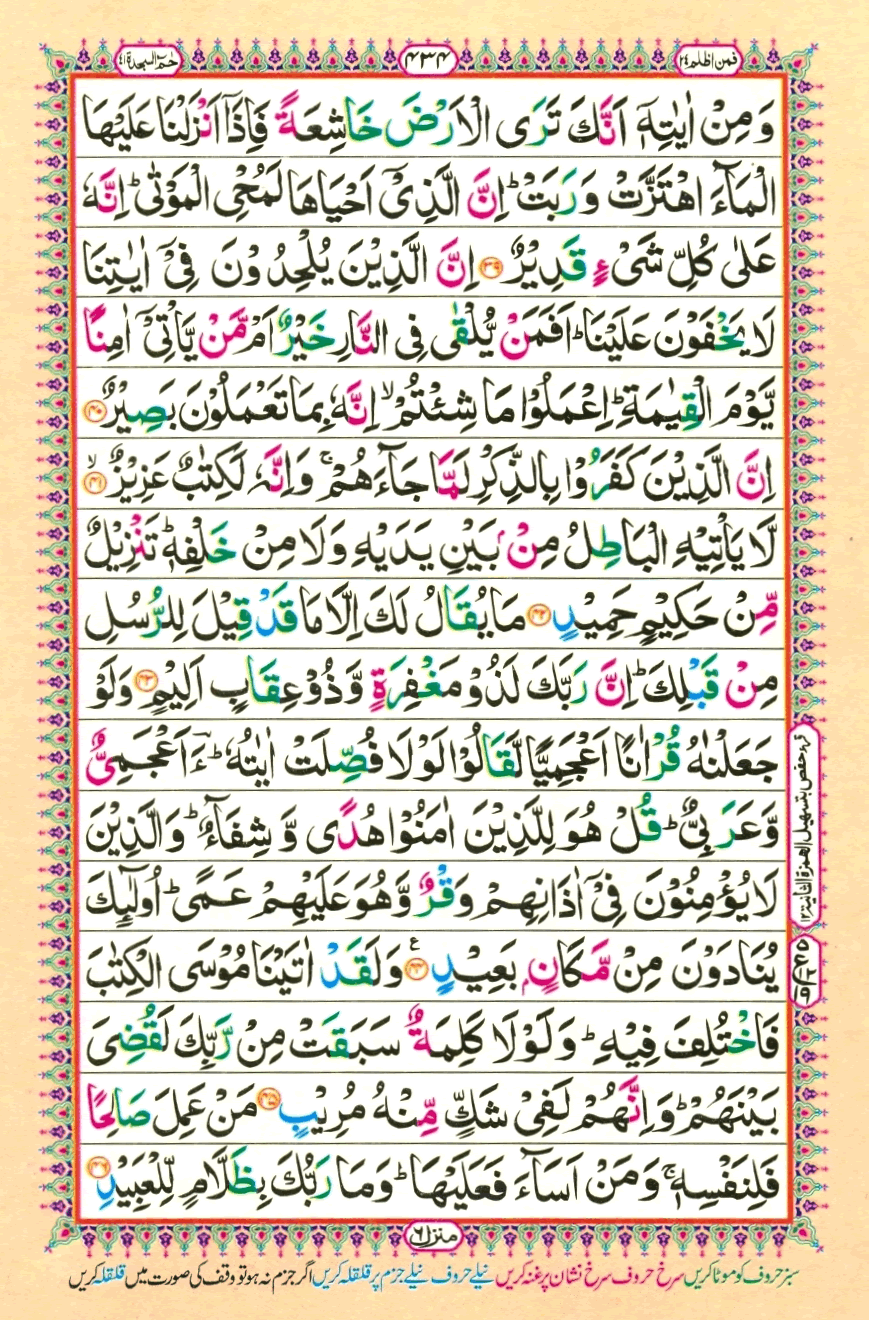 حٰمٓ السجدة ٤١
٤٣٤
فمن اظلم ٢٤
وَمِنْ اٰيٰتِهٖٓ اَنَّكَ تَرَى الْاَرْضَ خَاشِعَةً فَاِذَآ اَنْزَلْنَا عَلَيْهَا
الْمَآءَ اهْتَزَّتْ وَرَبَتْ ؕ اِنَّ الَّذِيْٓ اَحْيَاهَا لَمُحْيِ الْمَوْتٰى ؕ اِنَّهٗ
عَلٰى كُلِّ شَيْءٍ قَدِيْرٌ ﴿٣٩﴾ اِنَّ الَّذِيْنَ يُلْحِدُوْنَ فِيْٓ اٰيٰتِنَا
لَا يَخْفَوْنَ عَلَيْنَا ؕ اَفَمَنْ يُّلْقٰى فِي النَّارِ خَيْرٌ اَمْ مَّنْ يَّاْتِيْٓ اٰمِنًا
يَّوْمَ الْقِيٰمَةِ ؕ اِعْمَلُوْا مَا شِئْتُمْ ۙ اِنَّهٗ بِمَا تَعْمَلُوْنَ بَصِيْرٌ ﴿٤٠﴾
اِنَّ الَّذِيْنَ كَفَرُوْا بِالذِّكْرِ لَمَّا جَآءَهُمْ ۚ وَاِنَّهٗ لَكِتٰبٌ عَزِيْزٌ ﴿٤١﴾ ۙ
لَّا يَاْتِيْهِ الْبَاطِلُ مِنْۢ بَيْنِ يَدَيْهِ وَلَا مِنْ خَلْفِهٖ ؕ تَنْزِيْلٌ
مِّنْ حَكِيْمٍ حَمِيْدٍ ﴿٤٢﴾ مَا يُقَالُ لَكَ اِلَّا مَا قَدْ قِيْلَ لِلرُّسُلِ
مِنْ قَبْلِكَ ؕ اِنَّ رَبَّكَ لَذُوْ مَغْفِرَةٍ وَّذُوْ عِقَابٍ اَلِيْمٍ ﴿٤٣﴾ وَلَوْ
جَعَلْنٰهُ قُرْاٰنًا اَعْجَمِيًّا لَّقَالُوْا لَوْلَا فُصِّلَتْ اٰيٰتُهٗ ؕ ءَاَعْجَمِيٌّ
وَّعَرَبِيٌّ ؕ قُلْ هُوَ لِلَّذِيْنَ اٰمَنُوْا هُدًى وَّشِفَآءٌ ؕ وَالَّذِيْنَ
لَا يُؤْمِنُوْنَ فِيْٓ اٰذَانِهِمْ وَقْرٌ وَّهُوَ عَلَيْهِمْ عَمًى ؕ اُولٰٓئِكَ
يُنَادَوْنَ مِنْ مَّكَانٍۢ بَعِيْدٍ ﴿٤٤﴾ ع وَلَقَدْ اٰتَيْنَا مُوْسَى الْكِتٰبَ
فَاخْتُلِفَ فِيْهِ ؕ وَلَوْلَا كَلِمَةٌ سَبَقَتْ مِنْ رَّبِّكَ لَقُضِيَ
بَيْنَهُمْ ؕ وَاِنَّهُمْ لَفِيْ شَكٍّ مِّنْهُ مُرِيْبٍ ﴿٤٥﴾ مَنْ عَمِلَ صَالِحًا
فَلِنَفْسِهٖ ۚ وَمَنْ اَسَآءَ فَعَلَيْهَا ؕ وَمَا رَبُّكَ بِظَلَّامٍ لِّلْعَبِيْدِ ﴿٤٦﴾
قرء حفص بتسهيل الهمزة الثانية ١٢
ع ٥ ١٢ ١٩
منزل ٦
سبز حروف کو موٹا کریں سرخ حروف سرخ نشان پر غنہ کریں نیلے حروف نیلے جزم پر قلقلہ کریں اگر جزم نہ ہو تو وقف کی صورت میں قلقلہ کریں